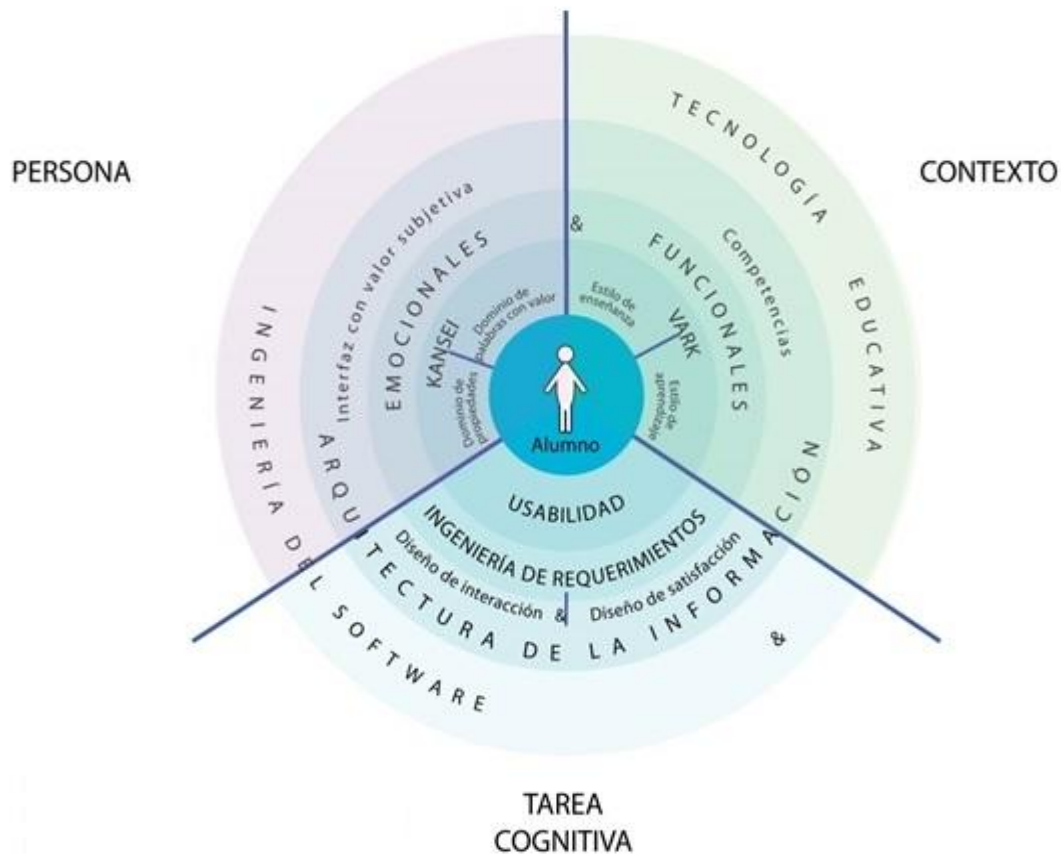 PERSONA
CONTEXTO
TECNOLOGÍA
EDUCATIVA
&
INGENIERÍA DEL SOFTWARE
Interfaz con valor subjetiva
Competencias
ARQUITECTURA DE LA INFORMACIÓN
EMOCIONALES
&
FUNCIONALES
KANSEI
Dominio de
palabras con valor
Dominio de
propiedades
Estilo de
enseñanza
VARK
Estilo de
aprendizaje
Alumno
USABILIDAD
INGENIERÍA DE REQUERIMIENTOS
Diseño de interacción & Diseño de satisfacción
TAREA
COGNITIVA